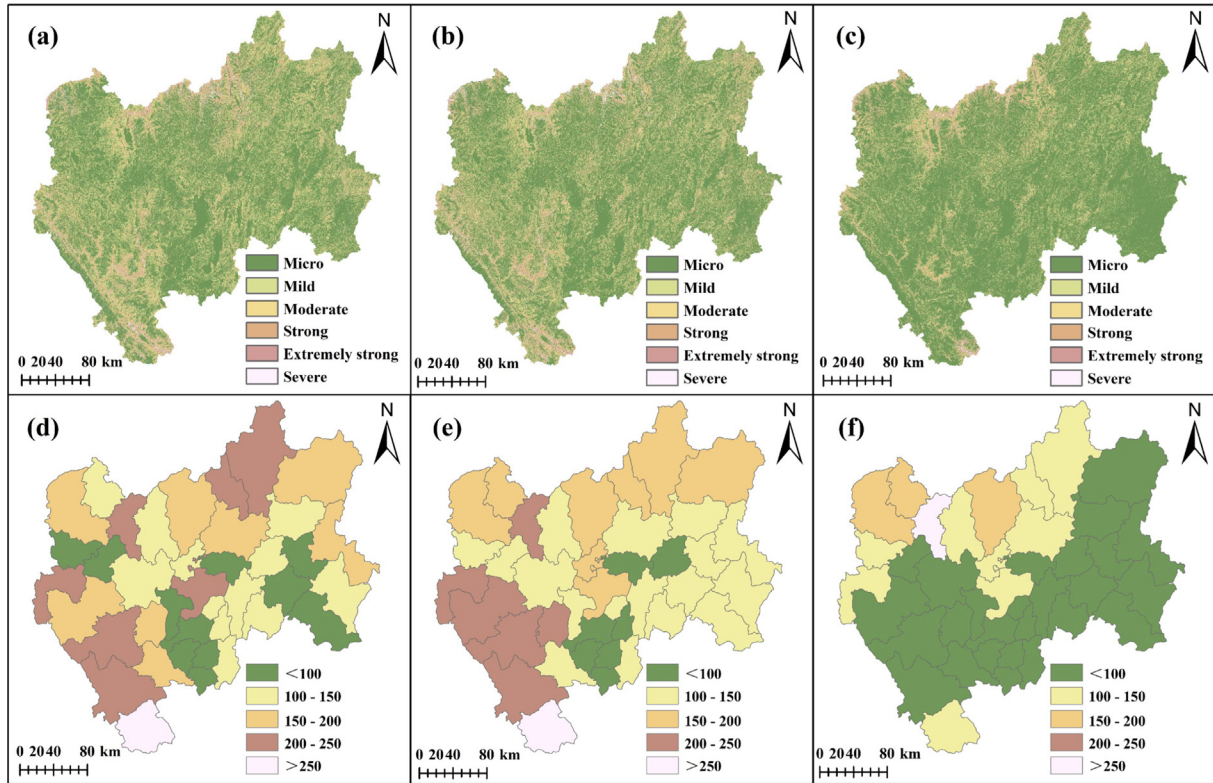 (a)
N
Micro
Mild
Moderate
Strong
Extremely strong
Severe
0 2040 80 km
(b)
N
Micro
Mild
Moderate
Strong
Extremely strong
Severe
0 2040 80 km
(c)
N
Micro
Mild
Moderate
Strong
Extremely strong
Severe
0 2040 80 km
(d)
N
<100
100 - 150
150 - 200
200 - 250
>250
0 2040 80 km
(e)
N
<100
100 - 150
150 - 200
200 - 250
>250
0 2040 80 km
(f)
N
<100
100 - 150
150 - 200
200 - 250
>250
0 2040 80 km